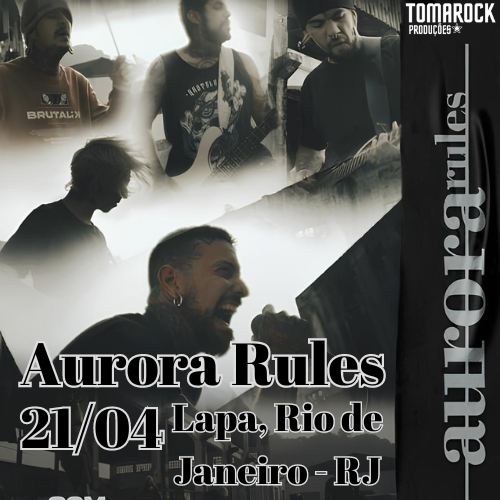 TOMAROCK
PRODUÇÕES
BRUTAL
aurora rules
Aurora Rules
21/04
Lapa, Rio de
Janeiro - RJ